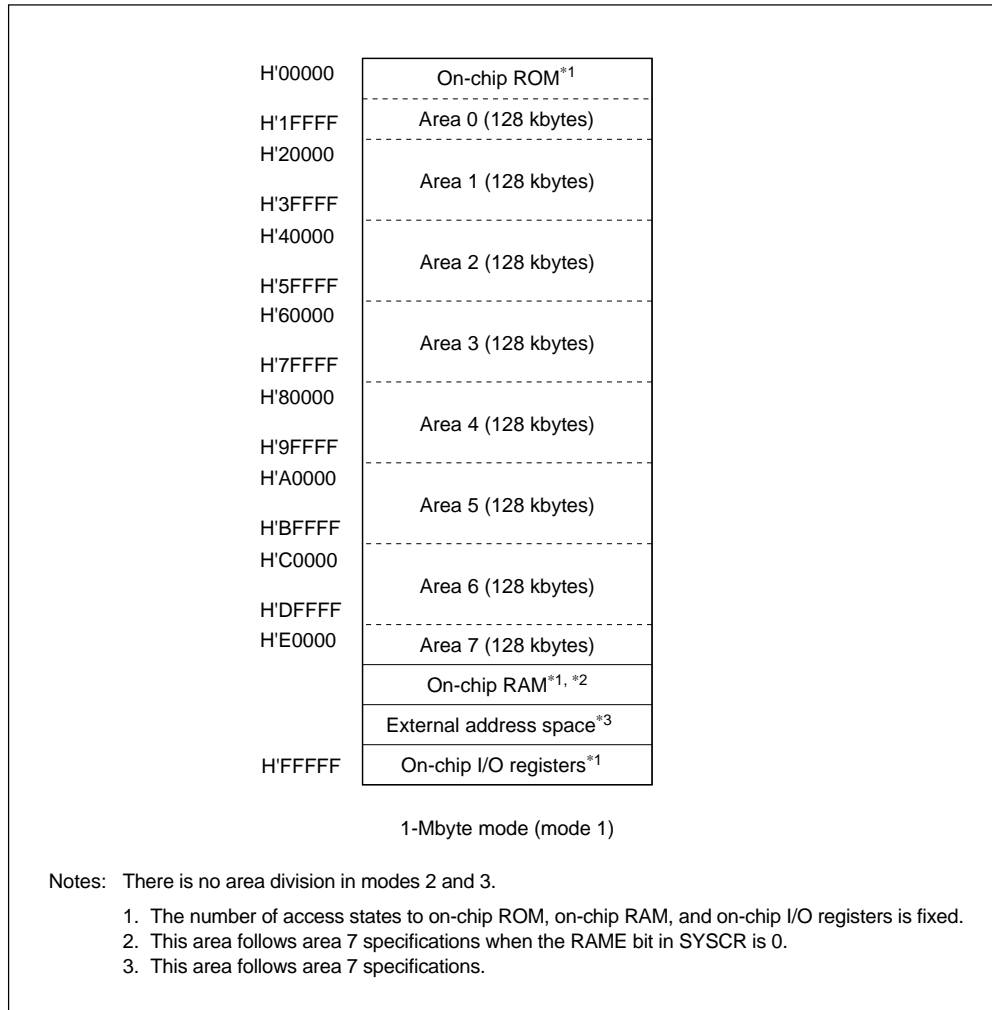 H'00000
On-chip ROM*1
H'1FFFF
Area 0 (128 kbytes)
H'20000
Area 1 (128 kbytes)
H'3FFFF
H'40000
Area 2 (128 kbytes)
H'5FFFF
H'60000
Area 3 (128 kbytes)
H'7FFFF
H'80000
Area 4 (128 kbytes)
H'9FFFF
H'A0000
Area 5 (128 kbytes)
H'BFFFF
H'C0000
Area 6 (128 kbytes)
H'DFFFF
H'E0000
Area 7 (128 kbytes)
On-chip RAM*1, *2
External address space*3
H'FFFFF
On-chip I/O registers*1
1-Mbyte mode (mode 1)
Notes: There is no area division in modes 2 and 3.
1. The number of access states to on-chip ROM, on-chip RAM, and on-chip I/O registers is fixed.
2. This area follows area 7 specifications when the RAME bit in SYSCR is 0.
3. This area follows area 7 specifications.